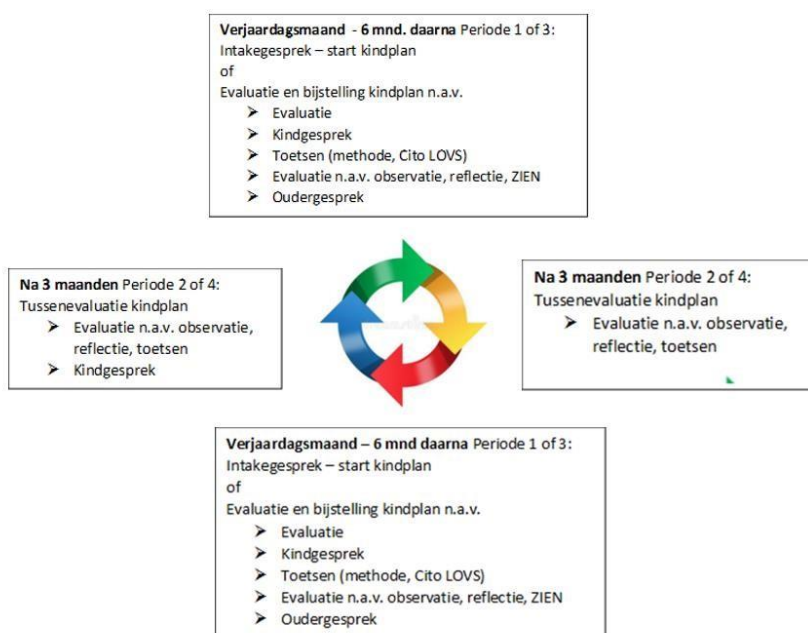 Verjaardagsmaand - 6 mnd. daarna Periode 1 of 3:
Intakegesprek – start kindplan
of
Evaluatie en bijstelling kindplan n.a.v.
➢ Evaluatie
➢ Kindgesprek
➢ Toetsen (methode, Cito LOVS)
➢ Evaluatie n.a.v. observatie, reflectie, ZIEN
➢ Oudergesprek
Na 3 maanden Periode 2 of 4:
Tussenevaluatie kindplan
➢ Evaluatie n.a.v. observatie,
reflectie, toetsen
➢ Kindgesprek
Na 3 maanden Periode 2 of 4:
Tussenevaluatie kindplan
➢ Evaluatie n.a.v. observatie,
reflectie, toetsen
Verjaardagsmaand – 6 mnd daarna Periode 1 of 3:
Intakegesprek – start kindplan
of
Evaluatie en bijstelling kindplan n.a.v.
➢ Evaluatie
➢ Kindgesprek
➢ Toetsen (methode, Cito LOVS)
➢ Evaluatie n.a.v. observatie, reflectie, ZIEN
➢ Oudergesprek